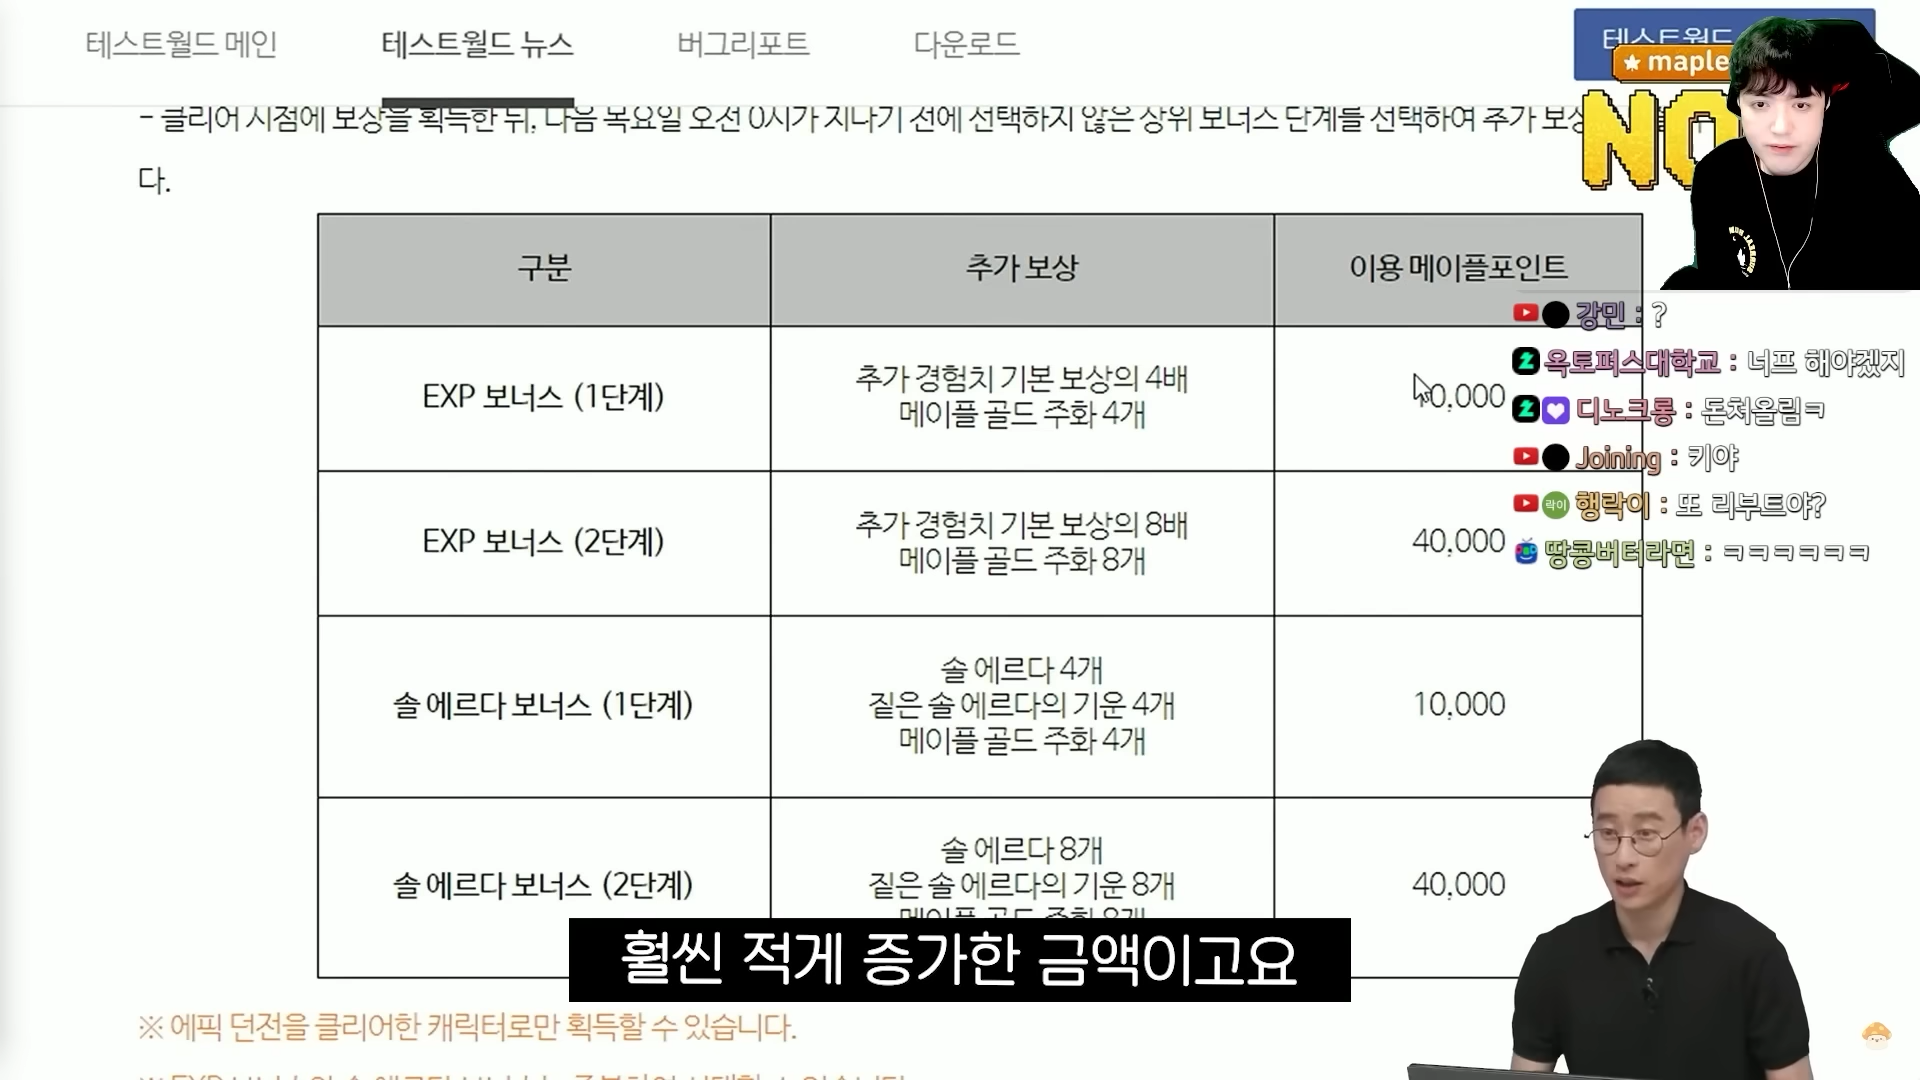 테스트월드 메인 테스트월드 뉴스 버그리포트 다운로드
maple
NO
- 클리어 시점에 보상을 획득한 뒤, 다음 목요일 오전 0시가 지나기 전에 선택하지 않은 상위 보너스 단계를 선택하여 추가
다.
구분 추가 보상 이용 메이플포인트
EXP 보너스 (1단계)
추가 경험치 기본 보상의 4배
메이플 골드 주화 4개
0,000
EXP 보너스 (2단계)
추가 경험치 기본 보상의 8배
메이플 골드 주화 8개
40,000
솔 에르다 보너스 (1단계)
솔 에르다 4개
짙은 솔 에르다의 기운 4개
메이플 골드 주화 4개
10,000
솔 에르다 보너스 (2단계)
솔 에르다 8개
짙은 솔 에르다의 기운 8개
40,000
강민 : ?
옥토퍼스대학교 : 너프 해야겠지
디노크롱 : 돈쳐올림ㅋ
Joining : 키야
락이 행락이 : 또 리부트야?
땅콩버터라면 : ㅋㅋㅋㅋㅋㅋ
훨씬 적게 증가한 금액이고요
※ 에픽 던전을 클리어한 캐릭터로만 획득할 수 있습니다.